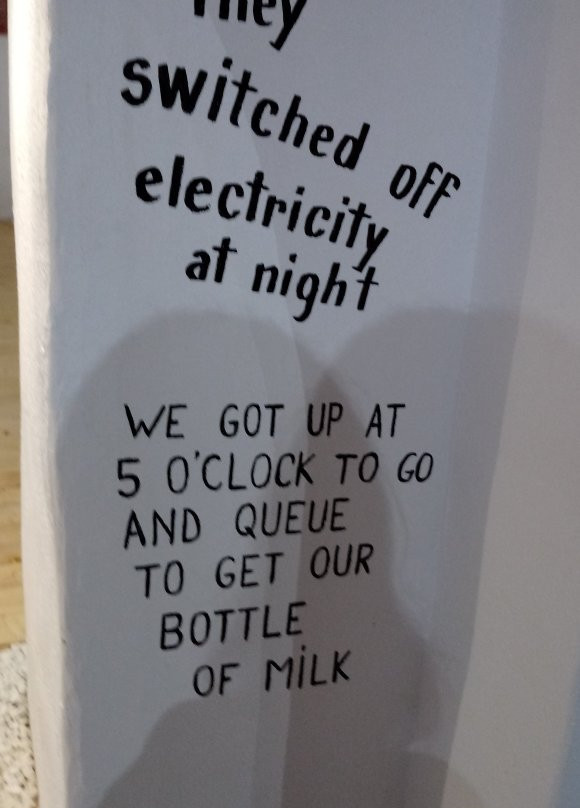 They
switched off
electricity
at night
WE GOT UP AT
5 O'CLOCK TO GO
AND QUEUE
TO GET OUR
BOTTLE
OF MiLK